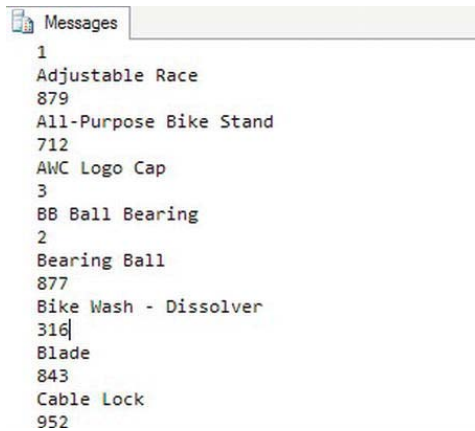 Messages
1
Adjustable Race
879
All-Purpose Bike Stand
712
AWC Logo Cap
3
BB Ball Bearing
2
Bearing Ball
877
Bike Wash - Dissolver
316
Blade
843
Cable Lock
952